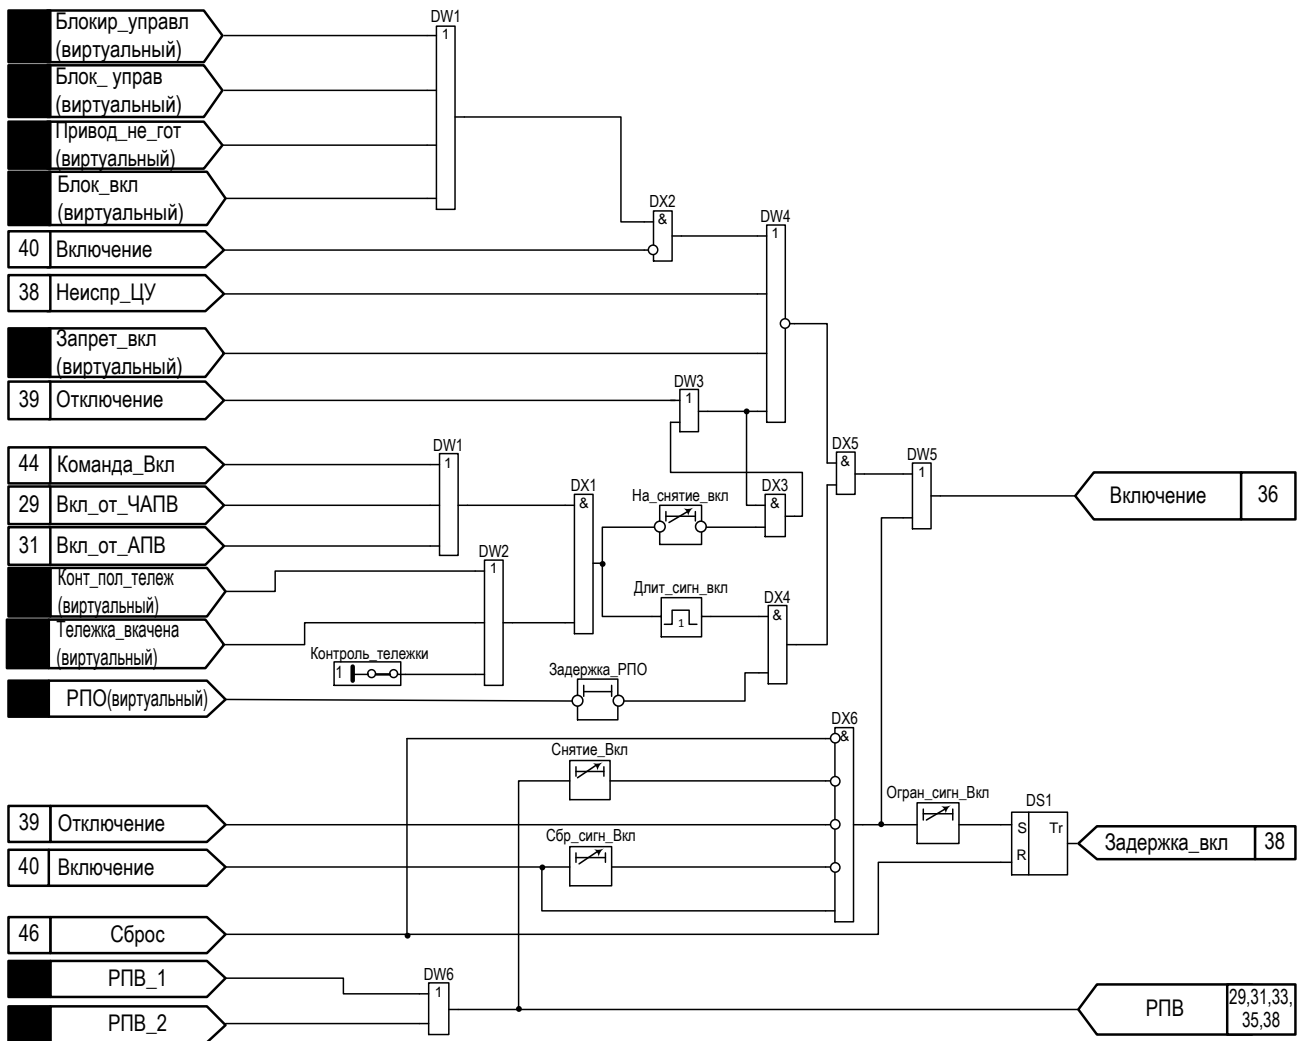 Блокир_управл
(виртуальный)
DW1
1
Блок_ управ
(виртуальный)
Привод_не_гот
(виртуальный)
Блок_вкл
(виртуальный)
DX2
&
DW4
1
40 Включение
38 Неиспр_ЦУ
Запрет_вкл
(виртуальный)
DW3
1
39 Отключение
44 Команда_Вкл
DW1
1
DX5
&
DW5
1
29 Вкл_от_ЧАПВ
DX1
&
На_снятие_вкл
DX3
&
Включение 36
31 Вкл_от_АПВ
DW2
1
Конт_пол_тележ
(виртуальный)
Длит_сигн_вкл
1
DX4
&
Тележка_вкачена
(виртуальный)
Контроль_тележки
1
Задержка_РПО
РПО(виртуальный)
DX6
&
Снятие_Вкл
Огран_сигн_Вкл
DS1
S Tr
R
39 Отключение
Сбр_сигн_Вкл
Задержка_вкл 38
40 Включение
46 Сброс
РПВ_1
DW6
1
РПВ_2
РПВ
29,31,33,
35,38